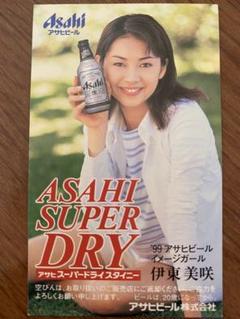 Asahi
アサヒビール
ASAHI
SUPER
DRY
アサヒ スーパードライスタイニー
'99 アサヒビール
イメージガール
伊東 美咲
空びんは、お取り扱いのご販売店にご返却ください。ご協力を
よろしくお願い申し上げます。
ビールは、20歳になってから。
アサヒビール株式会社